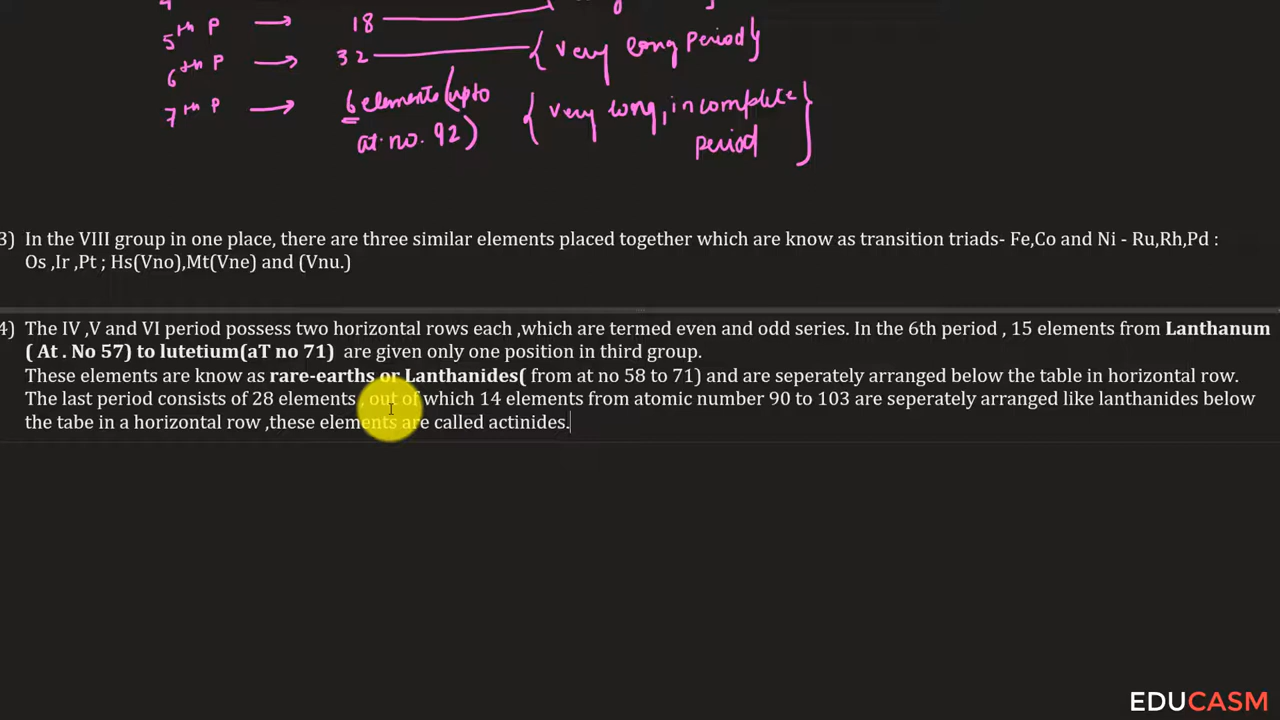 5th P → 18
6th P → 32 { very long period}
7th P → 6 elements (upto { very long, incomplete
at. no. 92) period }
3) In the VIII group in one place, there are three similar elements placed together which are know as transition triads- Fe,Co and Ni - Ru,Rh,Pd :
Os ,Ir ,Pt ; Hs(Vno),Mt(Vne) and (Vnu.)
4) The IV ,V and VI period possess two horizontal rows each ,which are termed even and odd series. In the 6th period , 15 elements from Lanthanum
( At . No 57) to lutetium(aT no 71) are given only one position in third group.
These elements are know as rare-earths or Lanthanides( from at no 58 to 71) and are seperately arranged below the table in horizontal row.
The last period consists of 28 elements , out of which 14 elements from atomic number 90 to 103 are seperately arranged like lanthanides below
the tabe in a horizontal row ,these elements are called actinides.
EDUCASM